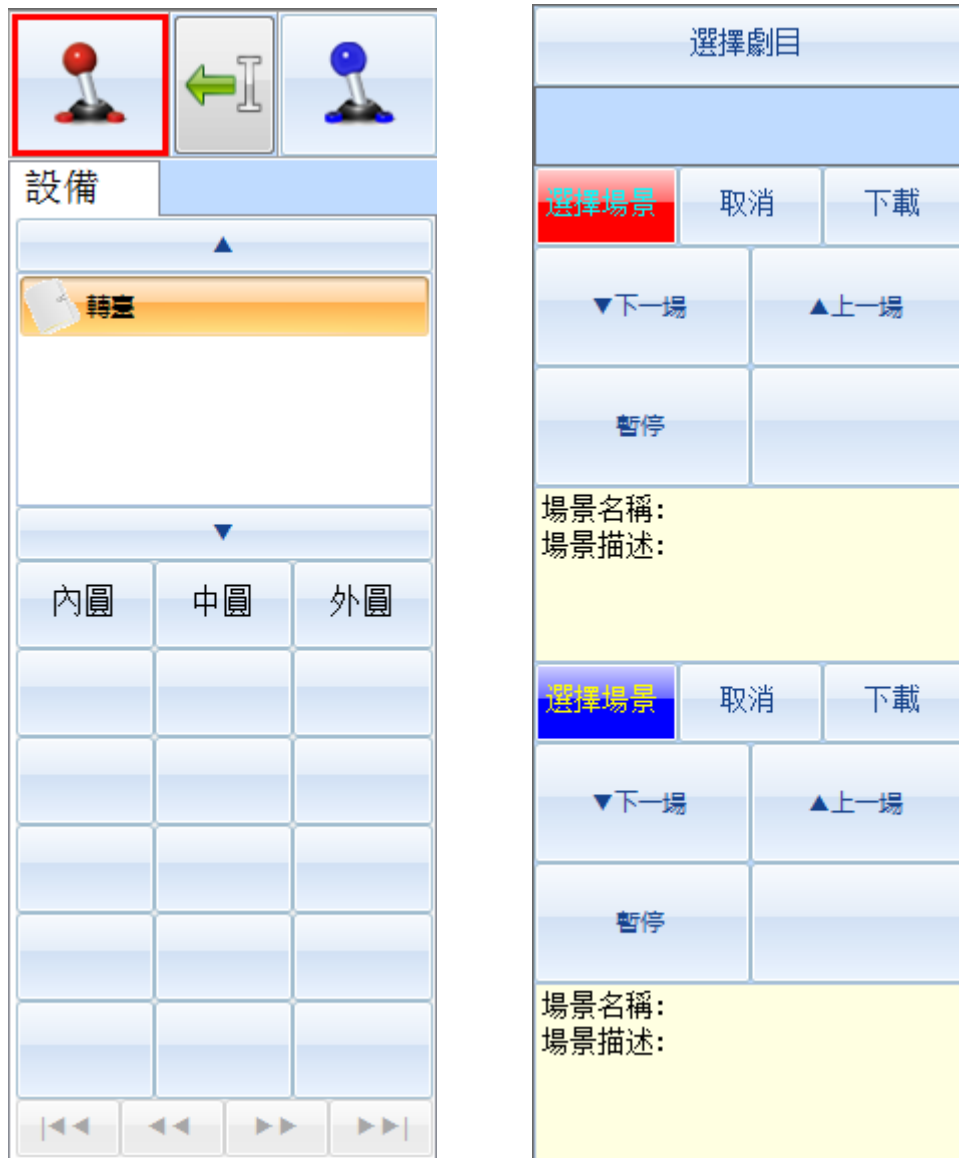 設備
▲
轉臺
▼
內圓 中圓 外圓
選擇劇目
選擇場景 取消 下載
▼下一場 ▲上一場
暫停
場景名稱:
場景描述:
選擇場景 取消 下載
▼下一場 ▲上一場
暫停
場景名稱:
場景描述: